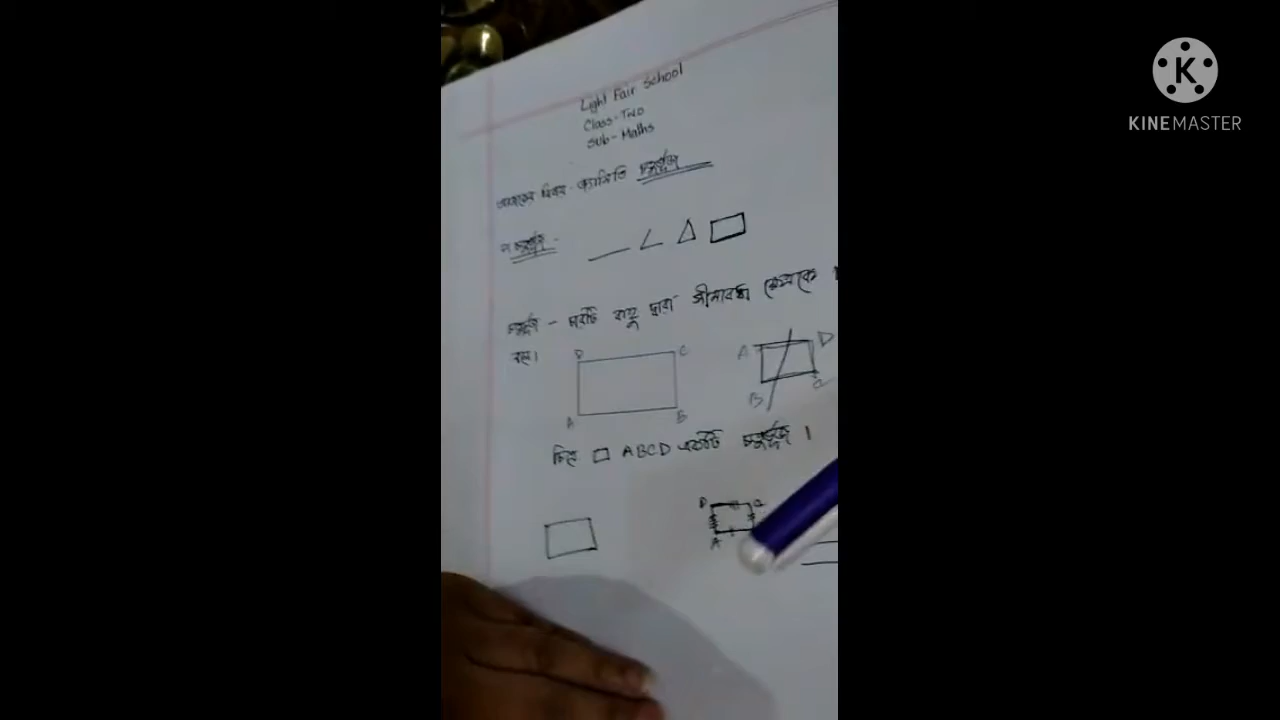 Light Fair School
Class-Two
Sub-Maths
আজকের বিষয়- জ্যামিতি চতুর্ভুজ
চতুর্ভুজ -
চতুর্ভুজ - চারটি বাহু দ্বারা সীমাবদ্ধ ক্ষেত্রকে
বলে।
D C
A B
A D
B C
চিত্রে □ ABCD একটি চতুর্ভুজ।
D C
A
K
KINEMASTER